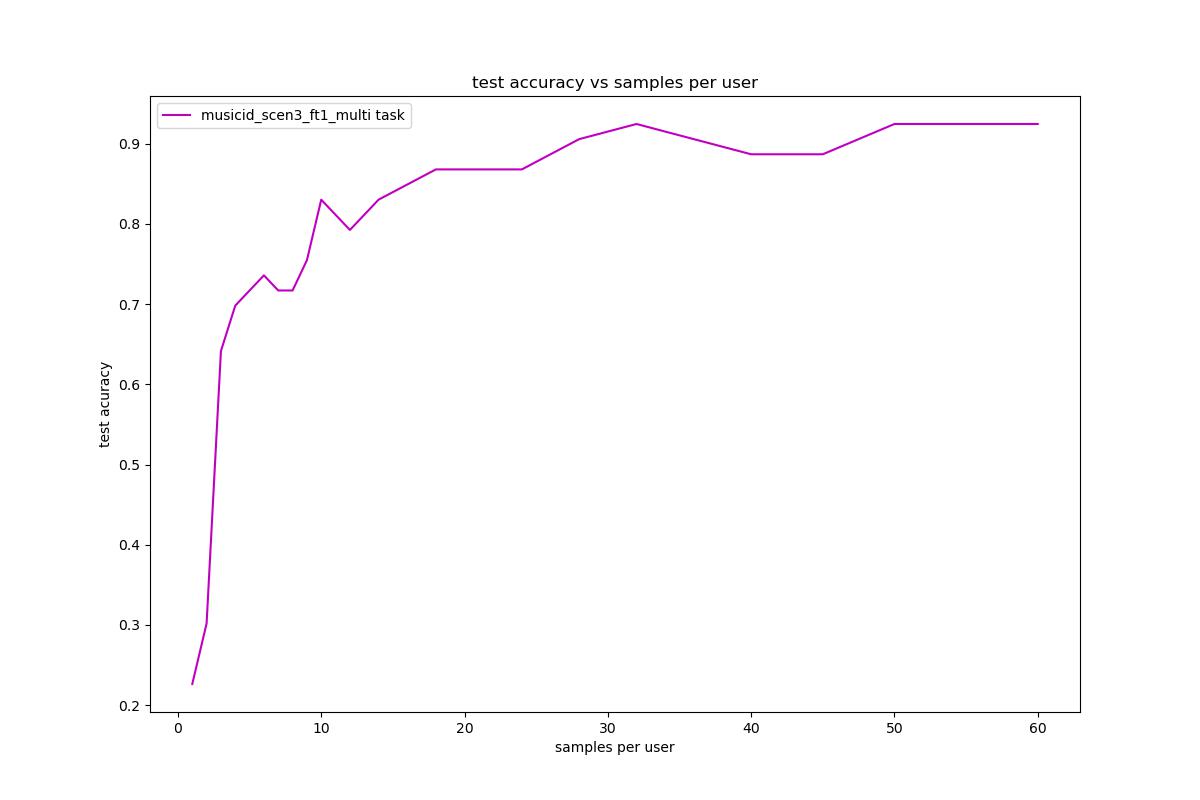 test accuracy vs samples per user
musicid_scen3_ft1_multi task
0.9
0.8
0.7
0.6
0.5
0.4
0.3
0.2
test acuracy
0 10 20 30 40 50 60
samples per user